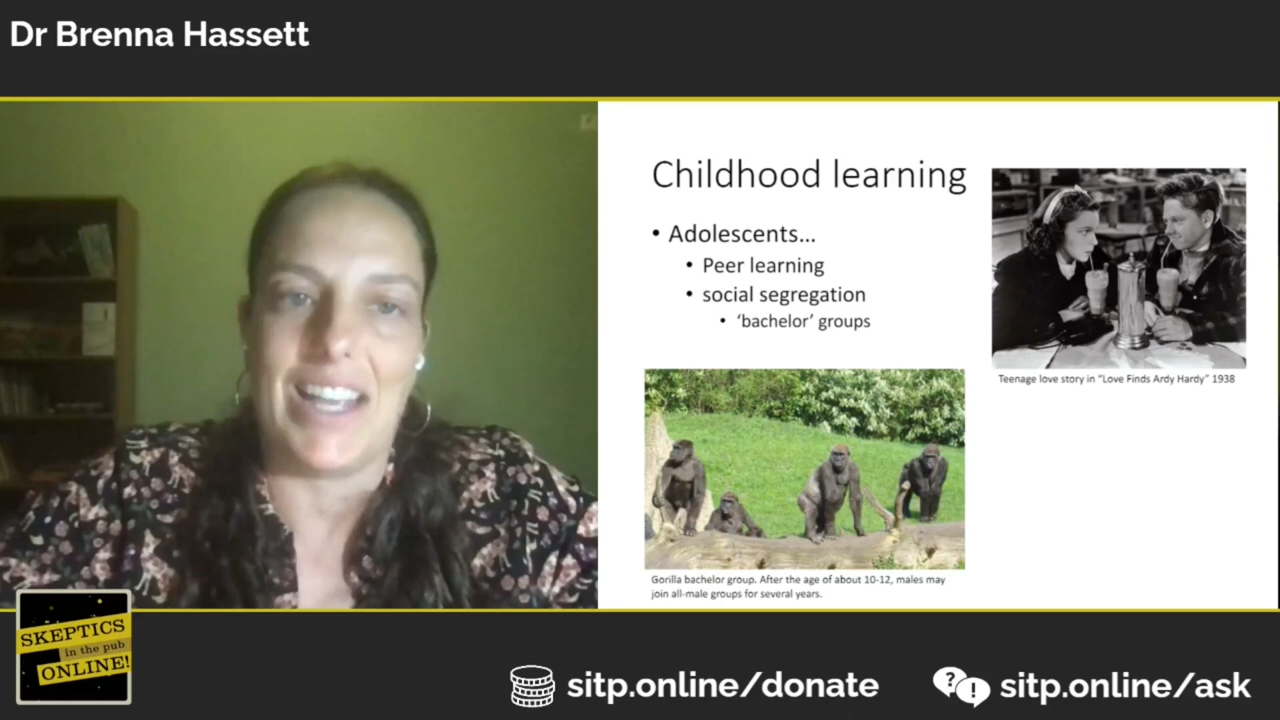 Dr Brenna Hassett
Childhood learning
• Adolescents...
• Peer learning
• social segregation
• ‘bachelor’ groups
Teenage love story in “Love Finds Ardy Hardy” 1938
Gorilla bachelor group. After the age of about 10-12, males may
join all-male groups for several years.
SKEPTICS
in the pub
ONLINE!
sitp.online/donate
? !
sitp.online/ask